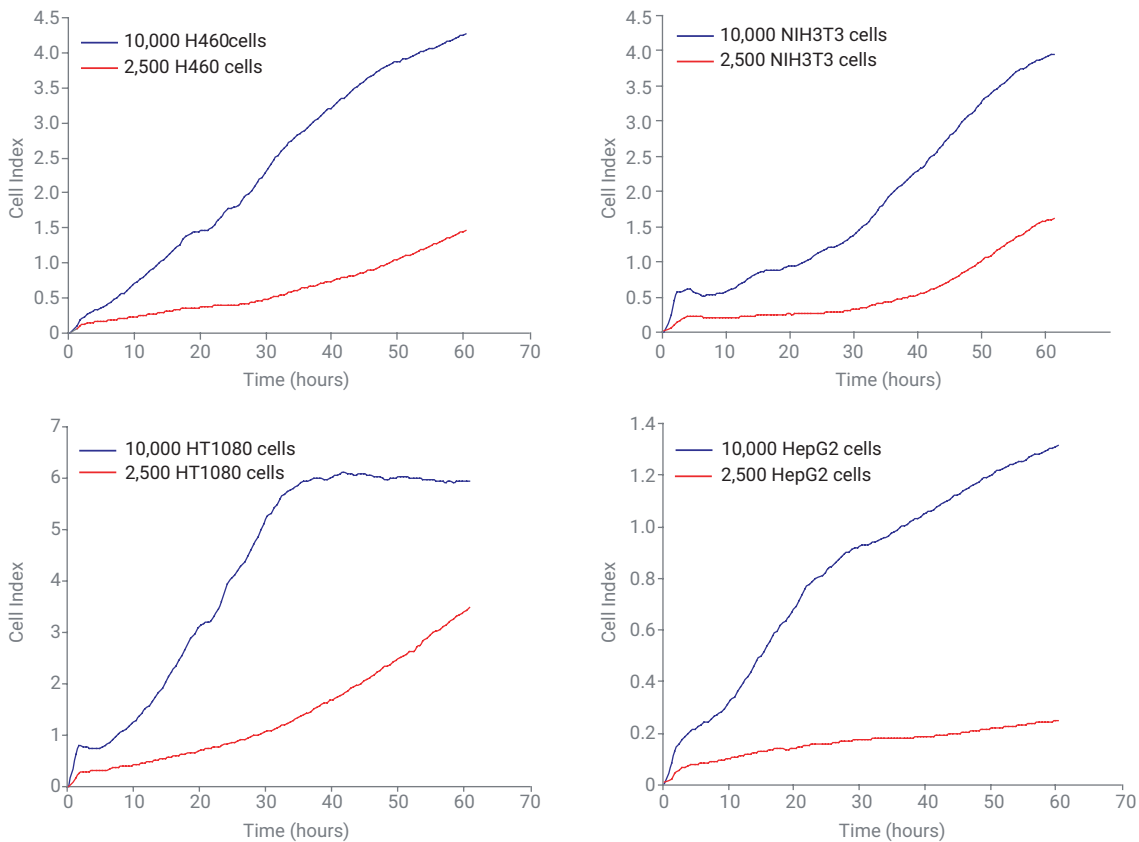 4.5
4.0
3.5
3.0
2.5
2.0
1.5
1.0
0.5
0
Cell Index
10,000 H460cells
2,500 H460 cells
0 10 20 30 40 50 60 70
Time (hours)
4.5
4.0
3.5
3.0
2.5
2.0
1.5
1.0
0.5
0
Cell Index
10,000 NIH3T3 cells
2,500 NIH3T3 cells
0 10 20 30 40 50 60
Time (hours)
7
6
5
4
3
2
1
0
Cell Index
10,000 HT1080 cells
2,500 HT1080 cells
0 10 20 30 40 50 60 70
Time (hours)
1.4
1.2
1.0
0.8
0.6
0.4
0.2
0
Cell Index
10,000 HepG2 cells
2,500 HepG2 cells
0 10 20 30 40 50 60 70
Time (hours)